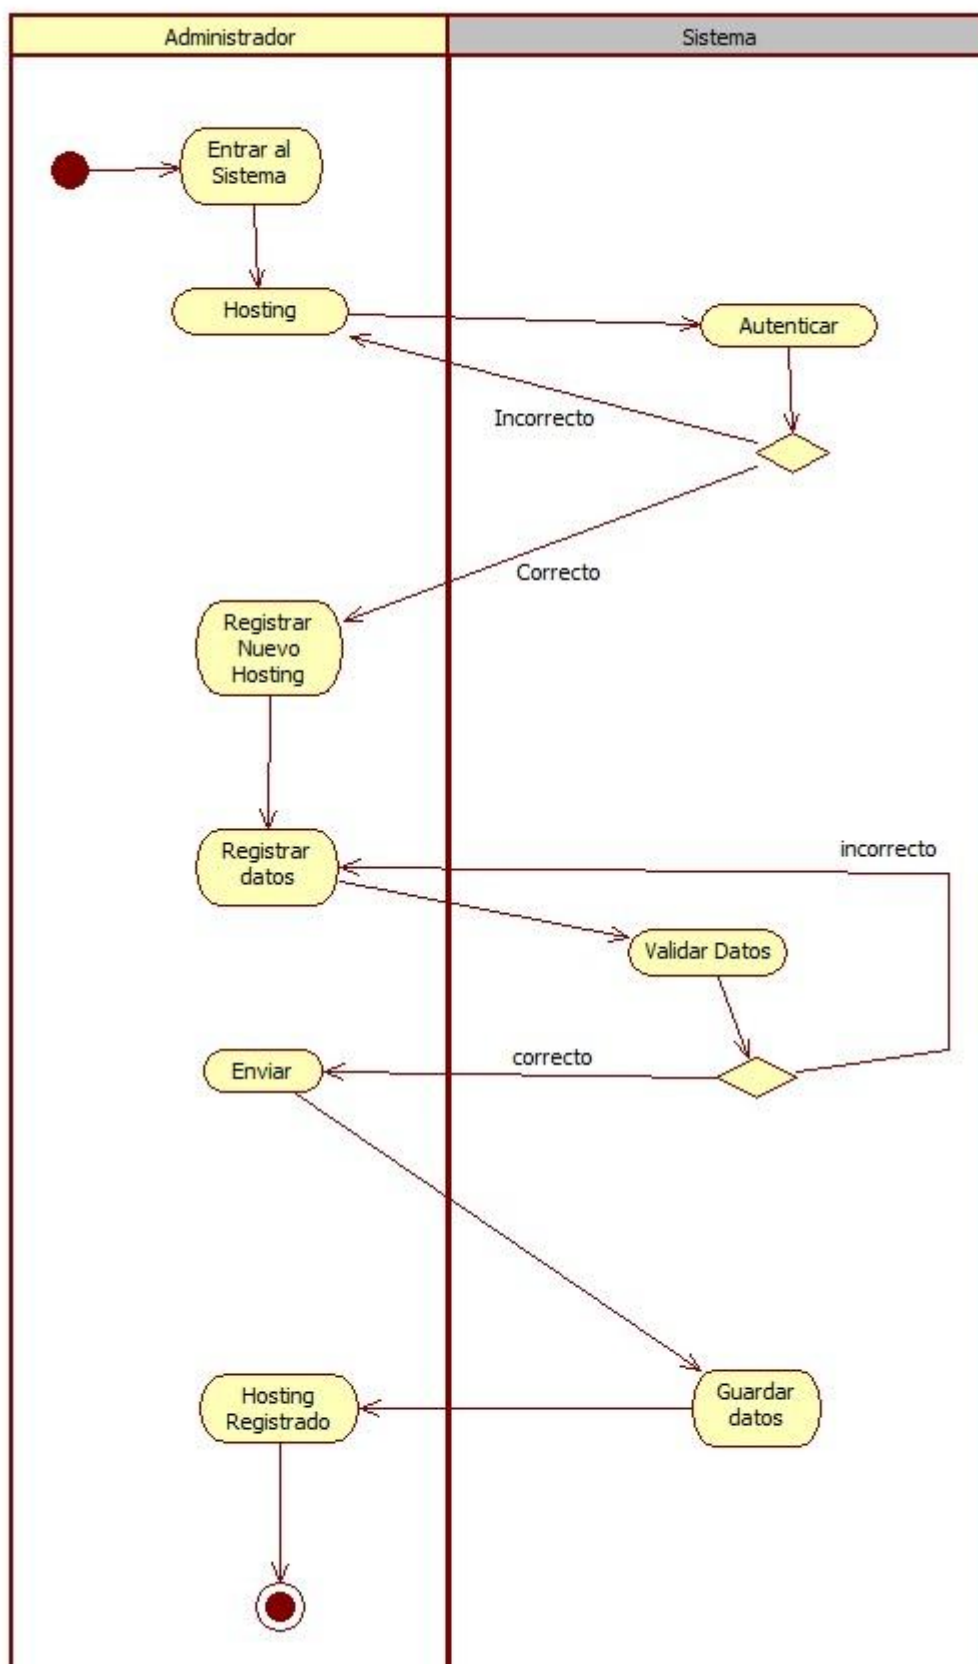 Administrador
Sistema
Entrar al
Sistema
Hosting
Autenticar
Incorrecto
Correcto
Registrar
Nuevo
Hosting
Registrar
datos
incorrecto
Validar Datos
correcto
Enviar
Guardar
datos
Hosting
Registrado